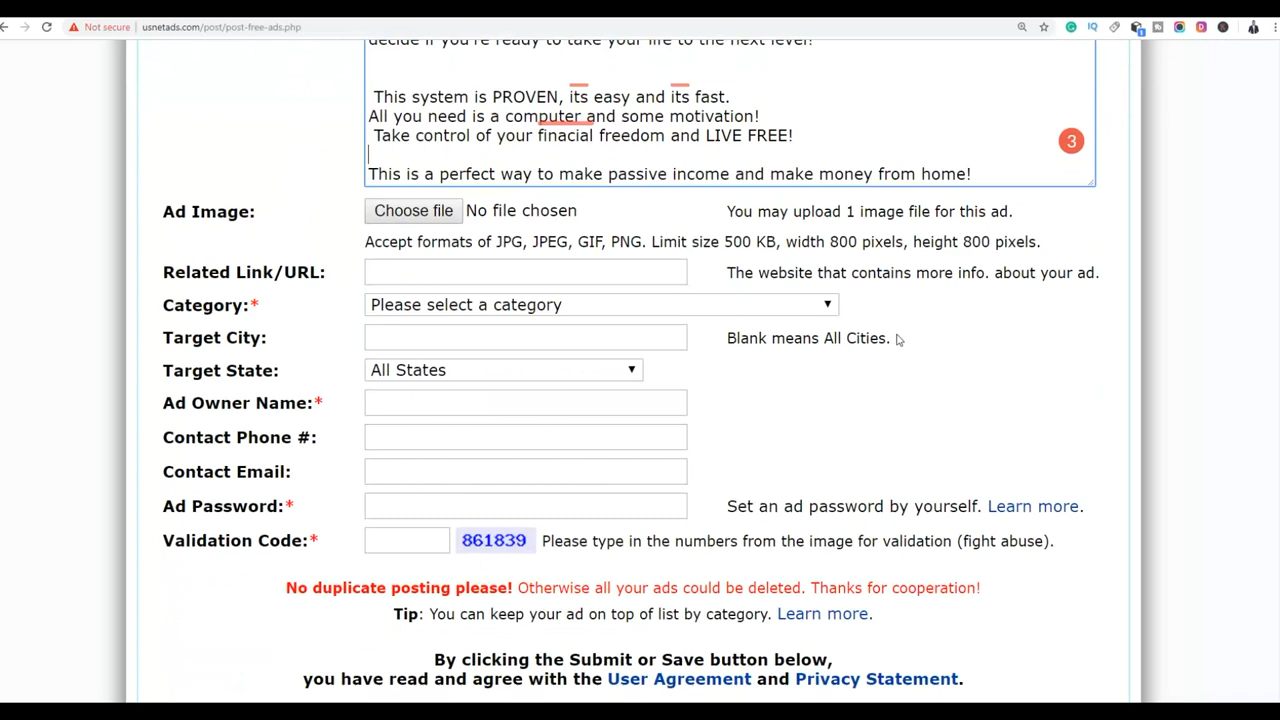 Not secure usnetads.com/post/post-free-ads.php
decide if you're ready to take your life to the next level!
This system is PROVEN, its easy and its fast.
All you need is a computer and some motivation!
Take control of your finacial freedom and LIVE FREE!
3
This is a perfect way to make passive income and make money from home!
Ad Image: Choose file No file chosen You may upload 1 image file for this ad.
Accept formats of JPG, JPEG, GIF, PNG. Limit size 500 KB, width 800 pixels, height 800 pixels.
Related Link/URL: The website that contains more info. about your ad.
Category:* Please select a category
Target City: Blank means All Cities.
Target State: All States
Ad Owner Name:*
Contact Phone #:
Contact Email:
Ad Password:* Set an ad password by yourself. Learn more.
Validation Code:* 861839 Please type in the numbers from the image for validation (fight abuse).
No duplicate posting please! Otherwise all your ads could be deleted. Thanks for cooperation!
Tip: You can keep your ad on top of list by category. Learn more.
By clicking the Submit or Save button below,
you have read and agree with the User Agreement and Privacy Statement.